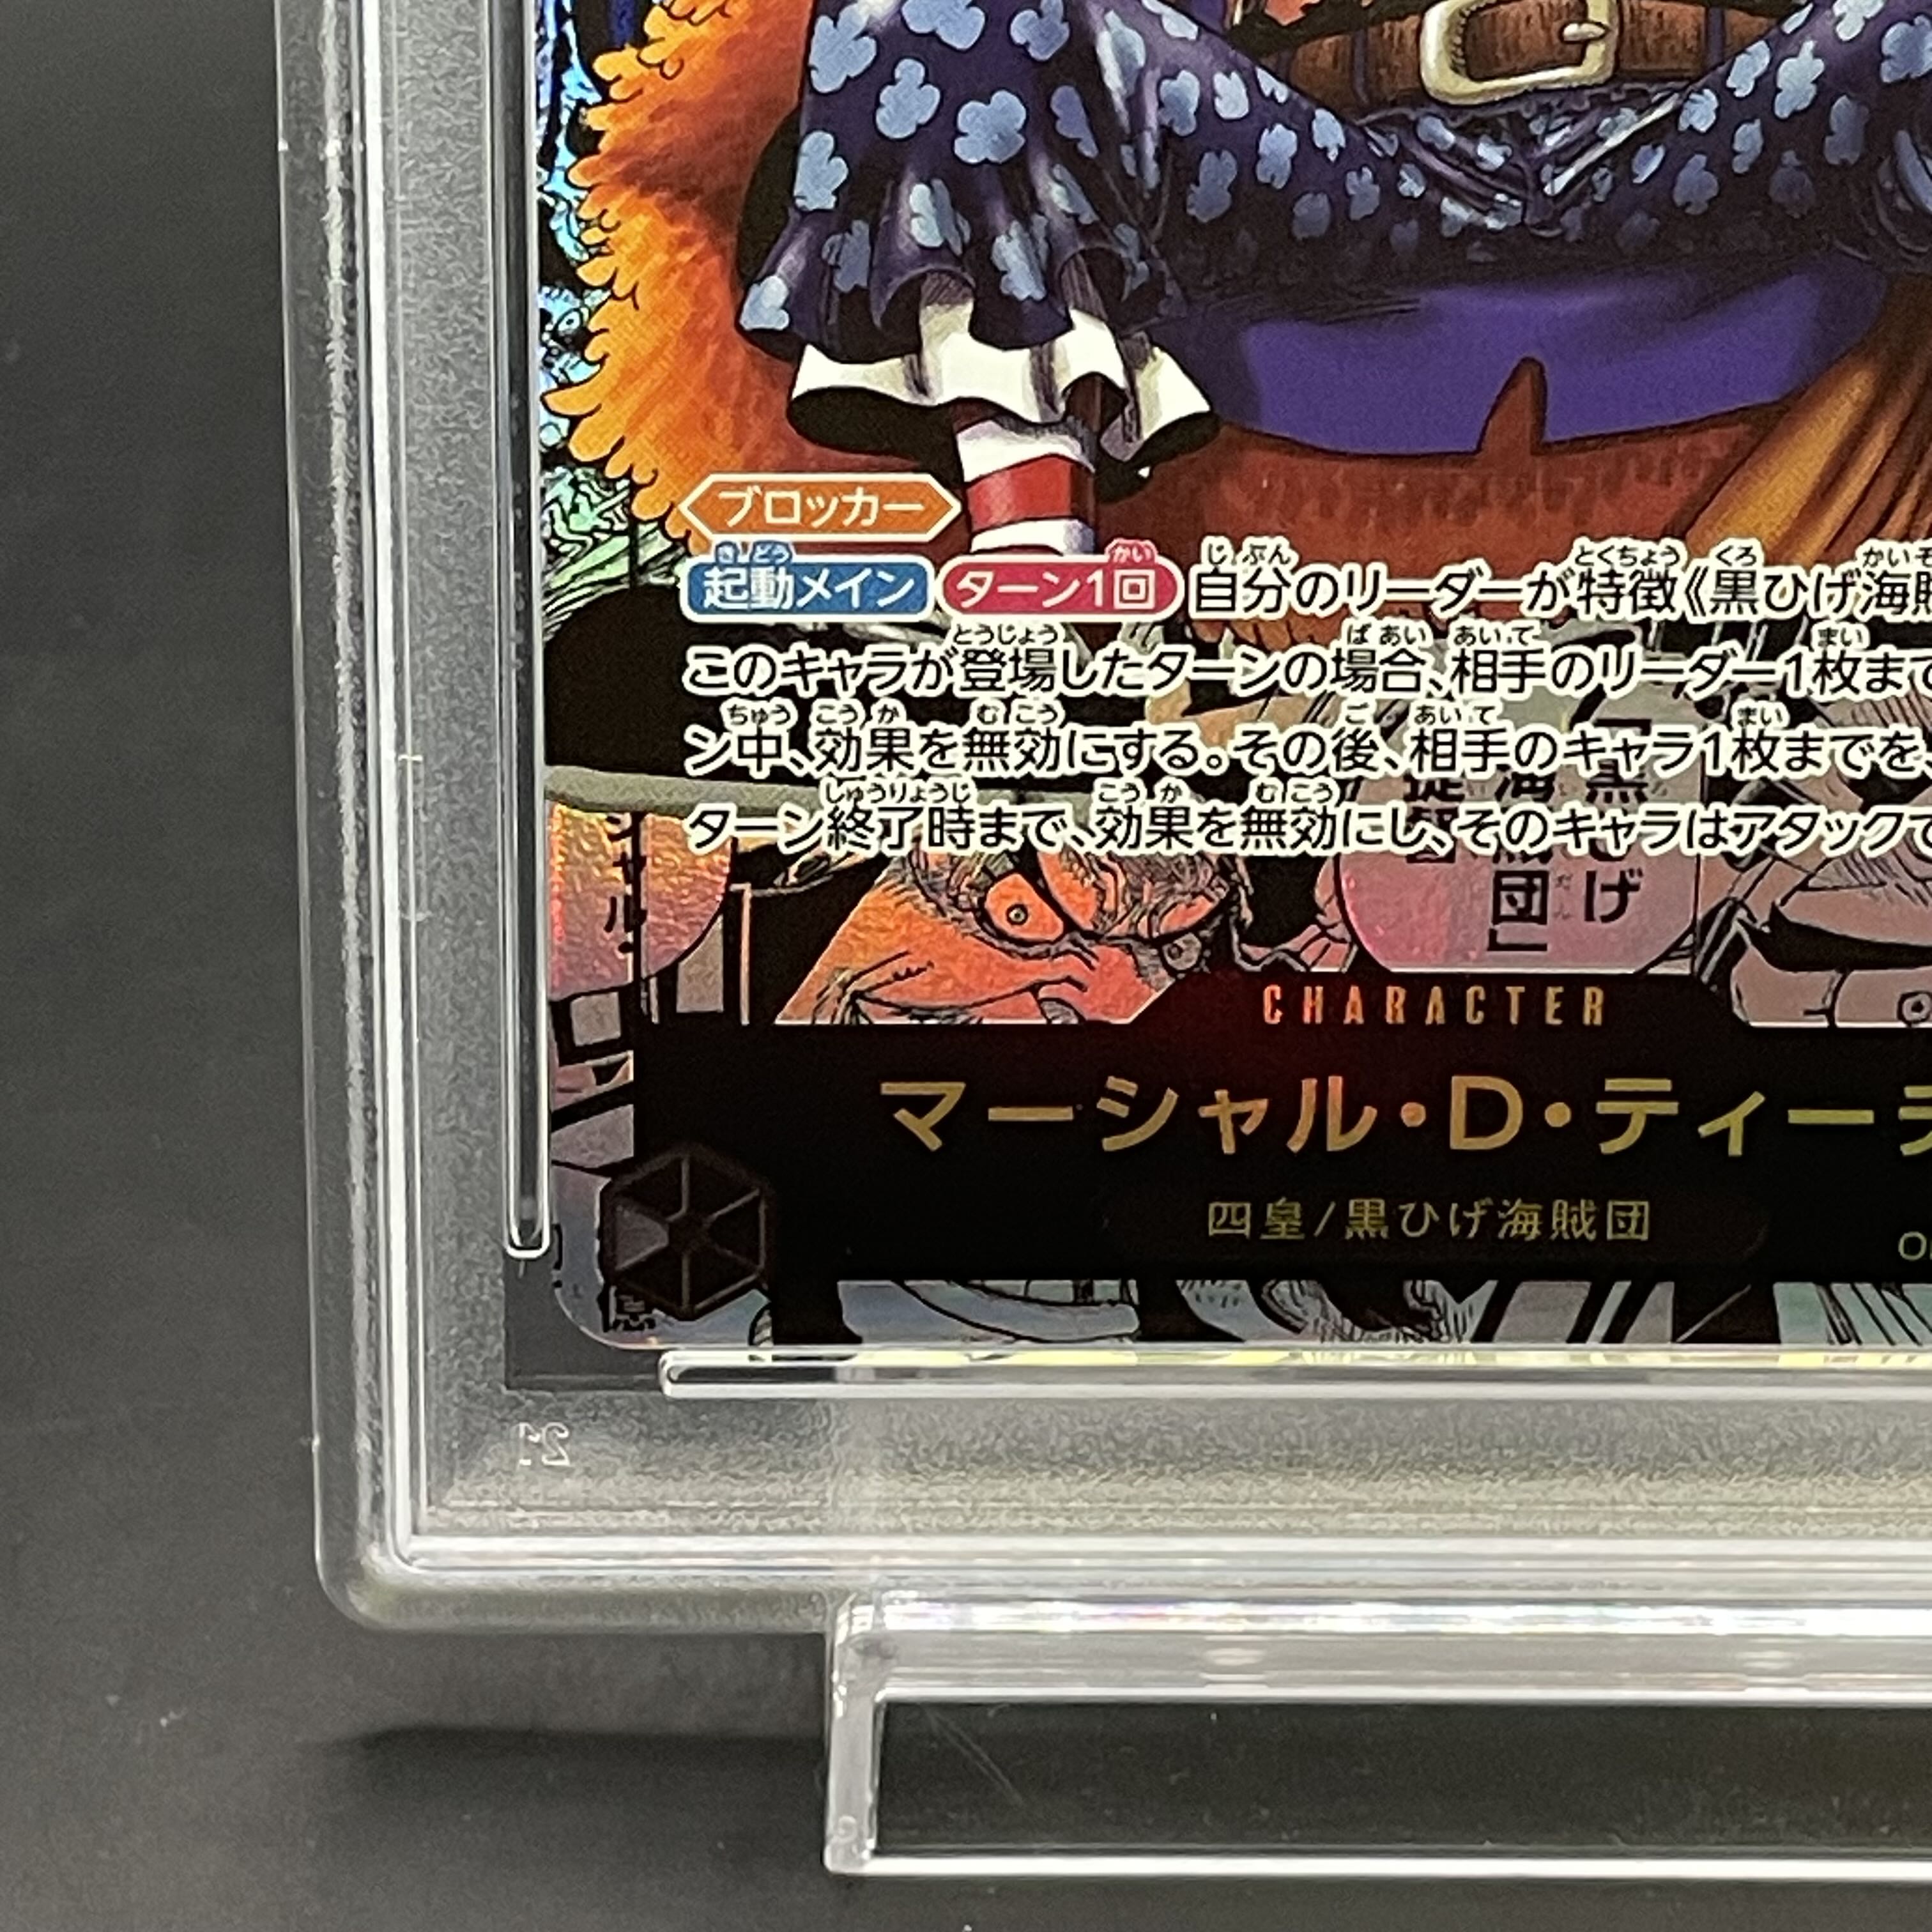 ブロッカー
起動メイン ターン1回 自分のリーダーが特徴《黒ひげ海賊
このキャラが登場したターンの場合、相手のリーダー1枚まで
ン中、効果を無効にする。その後、相手のキャラ1枚までを、
ターン終了時まで、効果を無効にし、そのキャラはアタックで
CHARACTER
マーシャル・D・ティーチ
四皇/黒ひげ海賊団